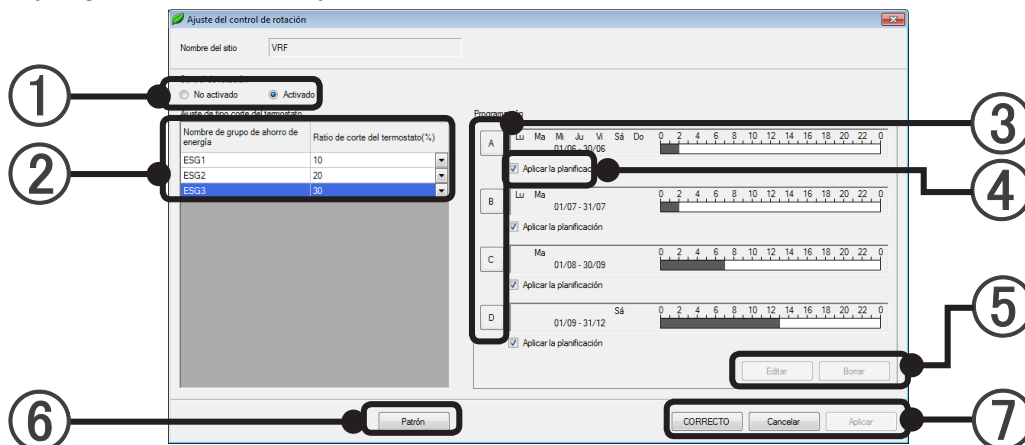 Ajuste del control de rotación
Nombre del sitio VRF
No activado Activado
Nombre de grupo de ahorro de energía Ratio de corte del termostato(%)
ESG1 10
ESG2 20
ESG3 30
A Lu Ma Mi Ju Vi Sá Do 0 2 4 6 8 10 12 14 16 18 20 22 0
01/06 - 30/06
Aplicar la
B Lu Ma 0 2 4 6 8 10 12 14 16 18 20 22 0
01/07 - 31/07
Aplicar la planificación
C Ma 0 2 4 6 8 10 12 14 16 18 20 22 0
01/08 - 30/09
Aplicar la planificación
D Sá 0 2 4 6 8 10 12 14 16 18 20 22 0
01/09 - 31/12
Aplicar la planificación
Editar Borrar
Patrón CORRECTO Cancelar Aplicar
1
2
3
4
5
6
7